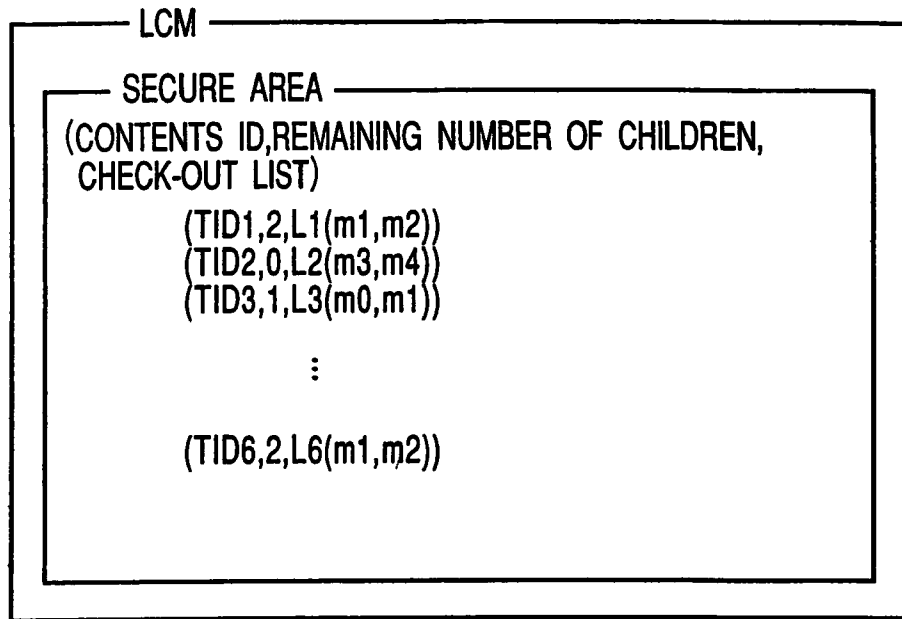 LCM
SECURE AREA
(CONTENTS ID,REMAINING NUMBER OF CHILDREN,
CHECK-OUT LIST)
(TID1,2,L1(m1,m2))
(TID2,0,L2(m3,m4))
(TID3,1,L3(m0,m1))
⋮
(TID6,2,L6(m1,m2))